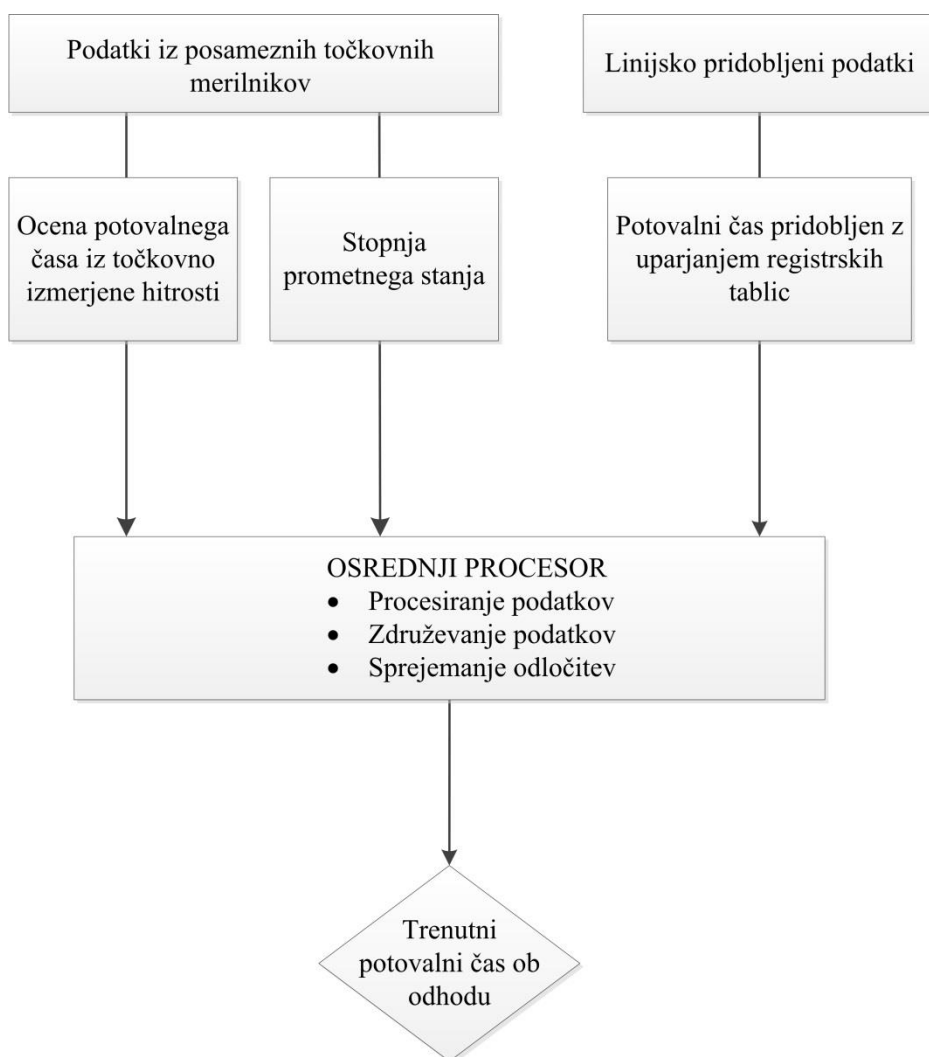 Podatki iz posameznih točkovnih
merilnikov
Linijsko pridobljeni podatki
Ocena potovalnega
časa iz točkovno
izmerjene hitrosti
Stopnja
prometnega stanja
Potovalni čas pridobljen z
uparjanjem registrskih
tablic
OSREDNJI PROCESOR
• Procesiranje podatkov
• Združevanje podatkov
• Sprejemanje odločitev
Trenutni
potovalni čas ob
odhodu